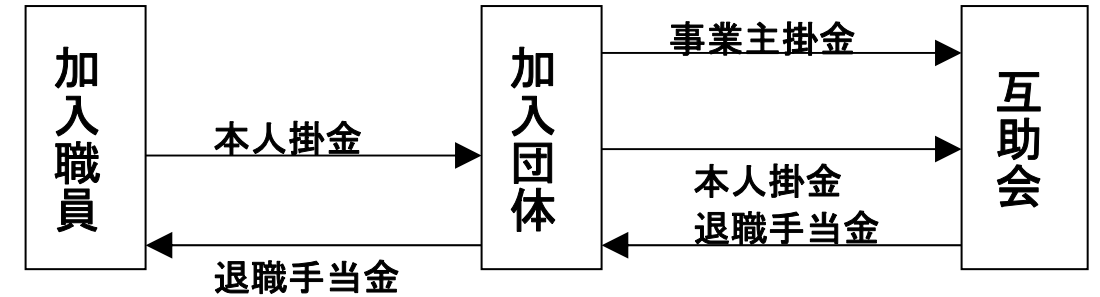 加入職員
本人掛金
退職手当金
加入団体
事業主掛金
本人掛金
退職手当金
互助会